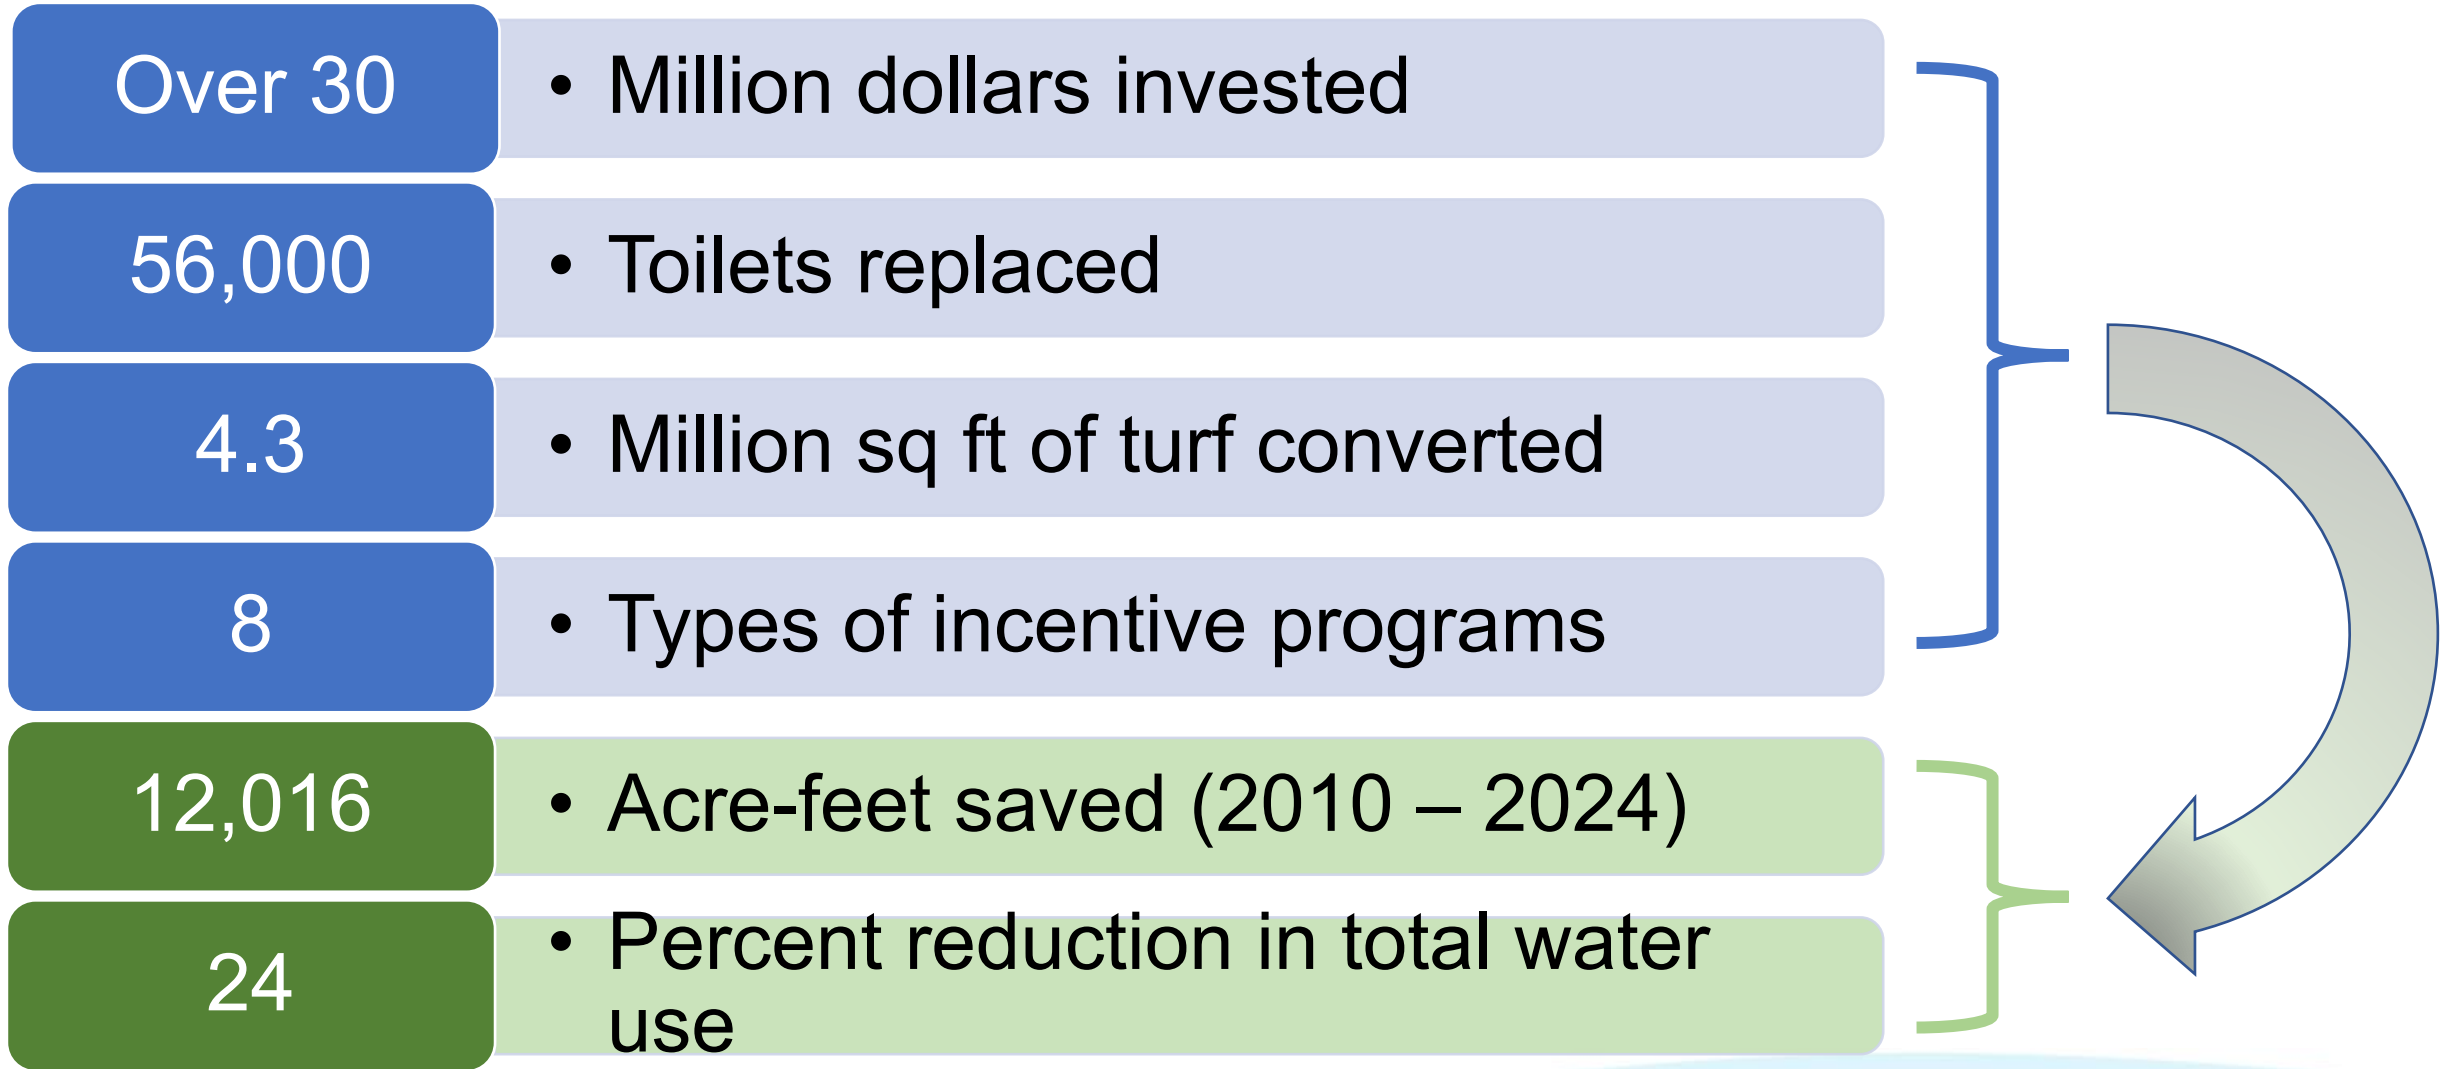 Over 30
• Million dollars invested
56,000
• Toilets replaced
4.3
• Million sq ft of turf converted
8
• Types of incentive programs
12,016
• Acre-feet saved (2010 – 2024)
24
• Percent reduction in total water
use